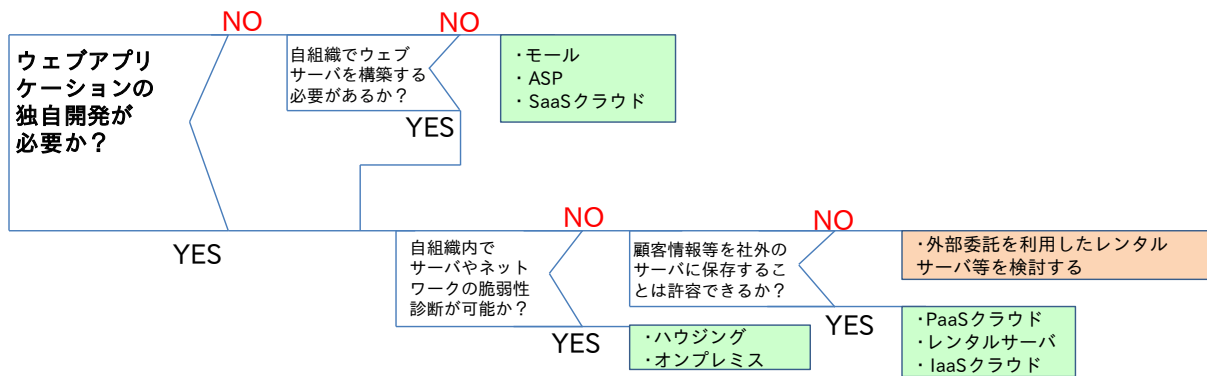 NO
NO
ウェブアプリ
ケーションの
独自開発が
必要か？
自組織でウェブ
サーバを構築する
必要があるか？
・モール
・ASP
・SaaSクラウド
YES
NO
NO
YES
自組織内で
サーバやネット
ワークの脆弱性
診断が可能か？
顧客情報等を社外の
サーバに保存するこ
とは許容できるか？
・外部委託を利用したレンタル
サーバ等を検討する
YES
・ハウジング
・オンプレミス
YES
・PaaSクラウド
・レンタルサーバ
・IaaSクラウド